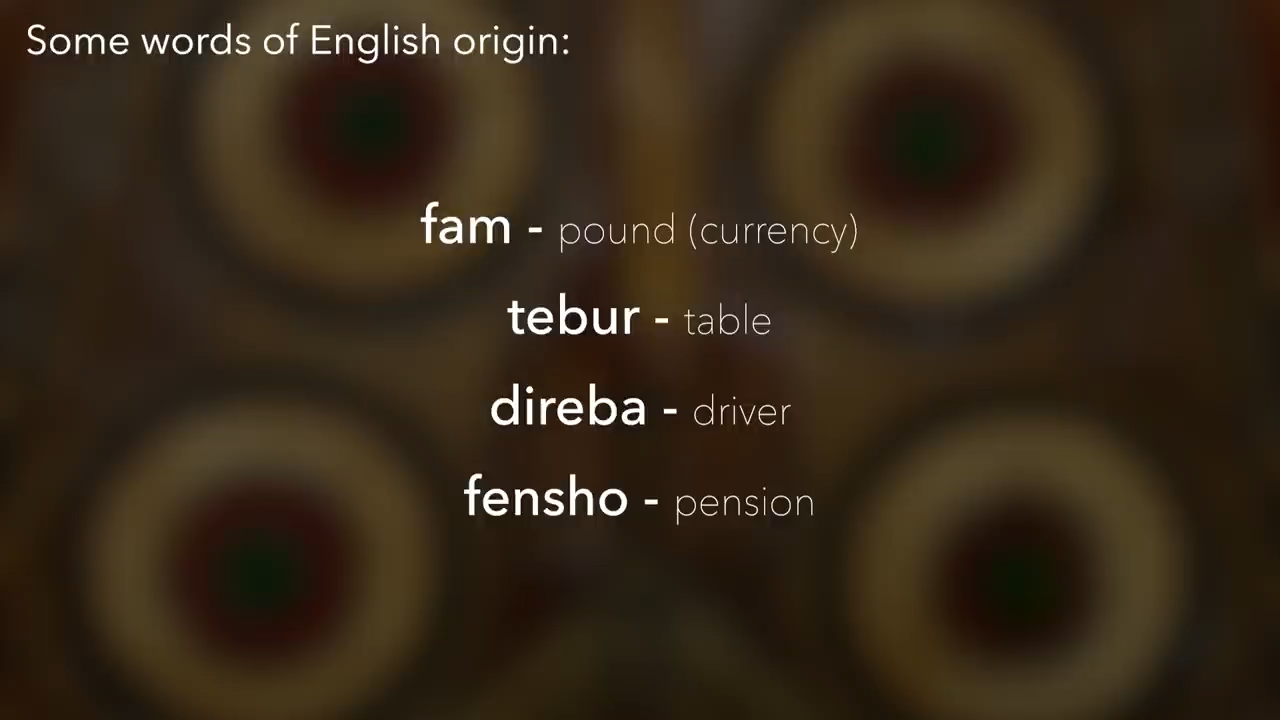 Some words of English origin:
fam - pound (currency)
tebur - table
direba - driver
fensho - pension